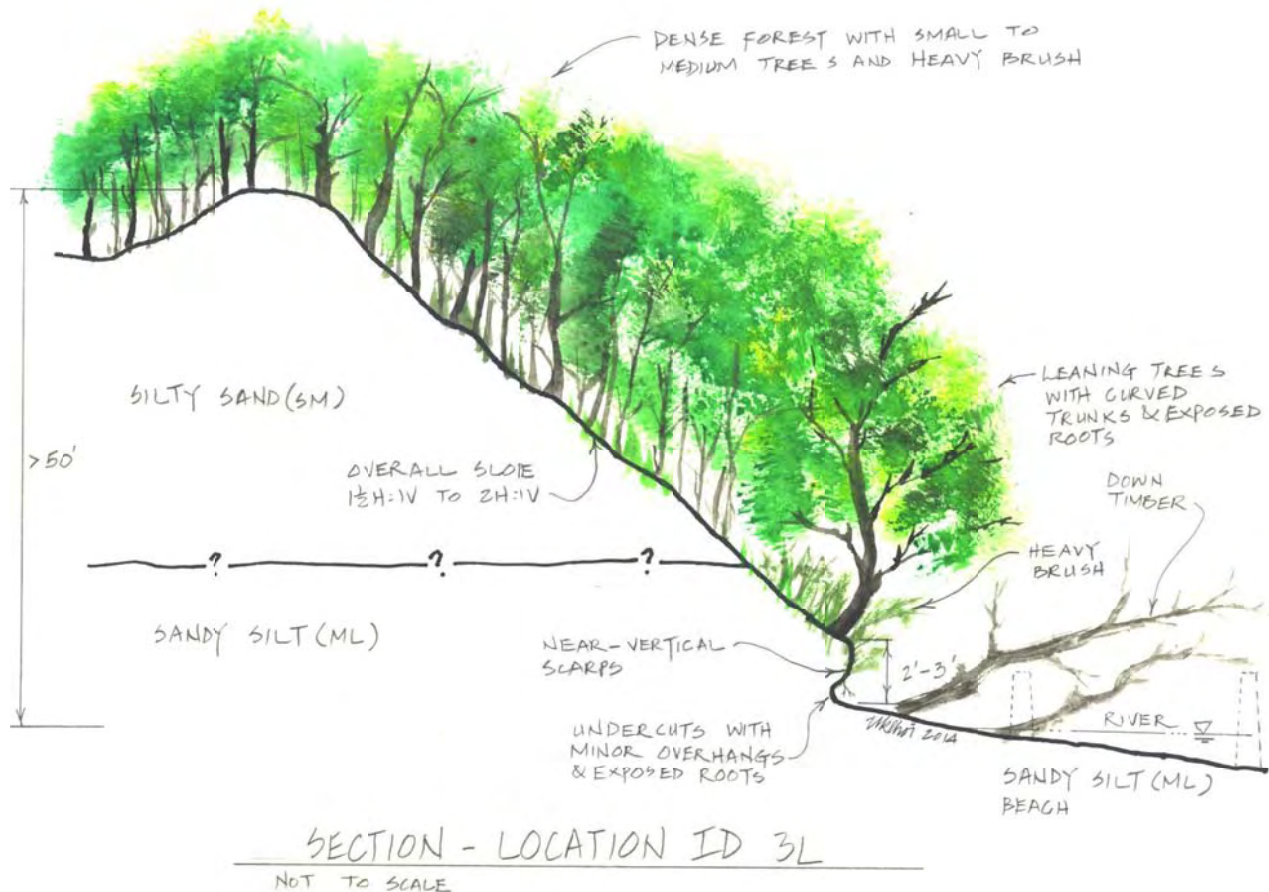 DENSE FOREST WITH SMALL TO
MEDIUM TREES AND HEAVY BRUSH
LEANING TREES
WITH CURVED
TRUNKS & EXPOSED
ROOTS
SILTY SAND (SM)
>50'
OVERALL SLOPE
1½H:1V TO 2H:1V
DOWN
TIMBER
HEAVY
BRUSH
? ? ?
SANDY SILT (ML)
NEAR-VERTICAL
SCARPS
2'-3'
RIVER
2014
UNDERCUTS WITH
MINOR OVERHANGS
& EXPOSED ROOTS
SANDY SILT (ML)
BEACH
SECTION - LOCATION ID 3L
NOT TO SCALE